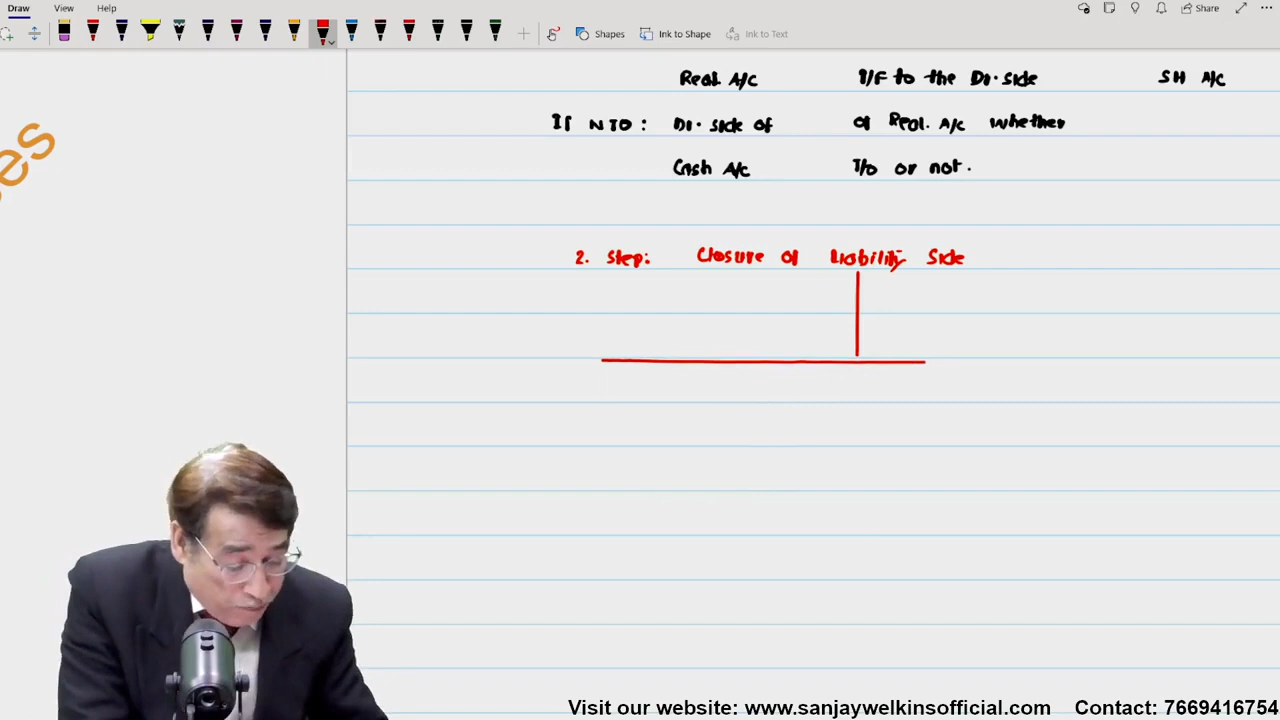 Draw View Help Share
Shapes Ink to Shape Ink to Text
Real A/C T/F to the Dr. side SH A/C
If NTO: Dr. side of of Real. A/C whether
Cash A/C T/O or not.
2. Step: Closure of Liability Side
es
Visit our website: www.sanjaywelkinsofficial.com Contact: 7669416754